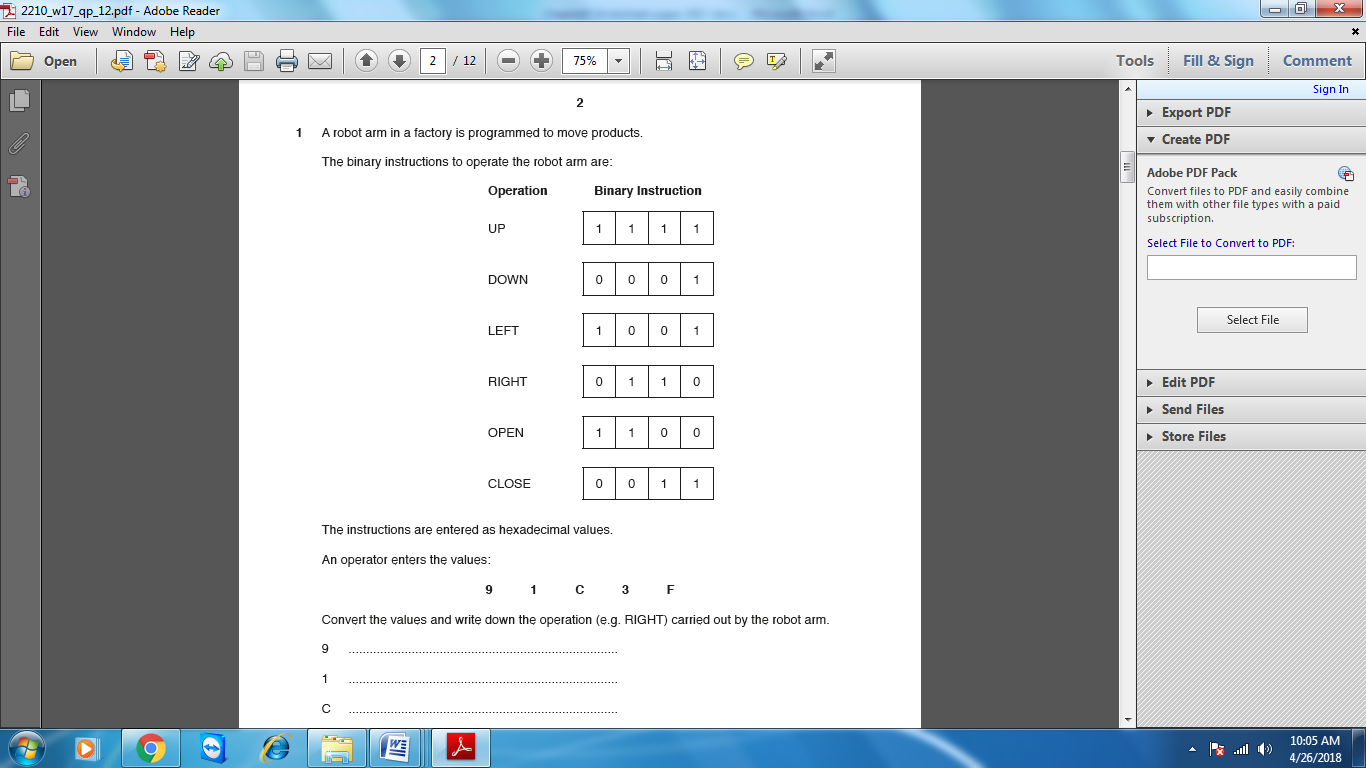 2210_w17_qp_12.pdf - Adobe Reader
File Edit View Window Help
Open 2 / 12 75% Tools Fill & Sign Comment
Sign In
Export PDF
Create PDF
Adobe PDF Pack
Convert files to PDF and easily combine
them with other file types with a paid
subscription.
Select File to Convert to PDF:
Select File
Edit PDF
Send Files
Store Files
2
1 A robot arm in a factory is programmed to move products.
The binary instructions to operate the robot arm are:
Operation Binary Instruction
UP 1 1 1 1
DOWN 0 0 0 1
LEFT 1 0 0 1
RIGHT 0 1 1 0
OPEN 1 1 0 0
CLOSE 0 0 1 1
The instructions are entered as hexadecimal values.
An operator enters the values:
9 1 C 3 F
Convert the values and write down the operation (e.g. RIGHT) carried out by the robot arm.
9 ............................................................................
1 ............................................................................
C ............................................................................
10:05 AM
4/26/2018